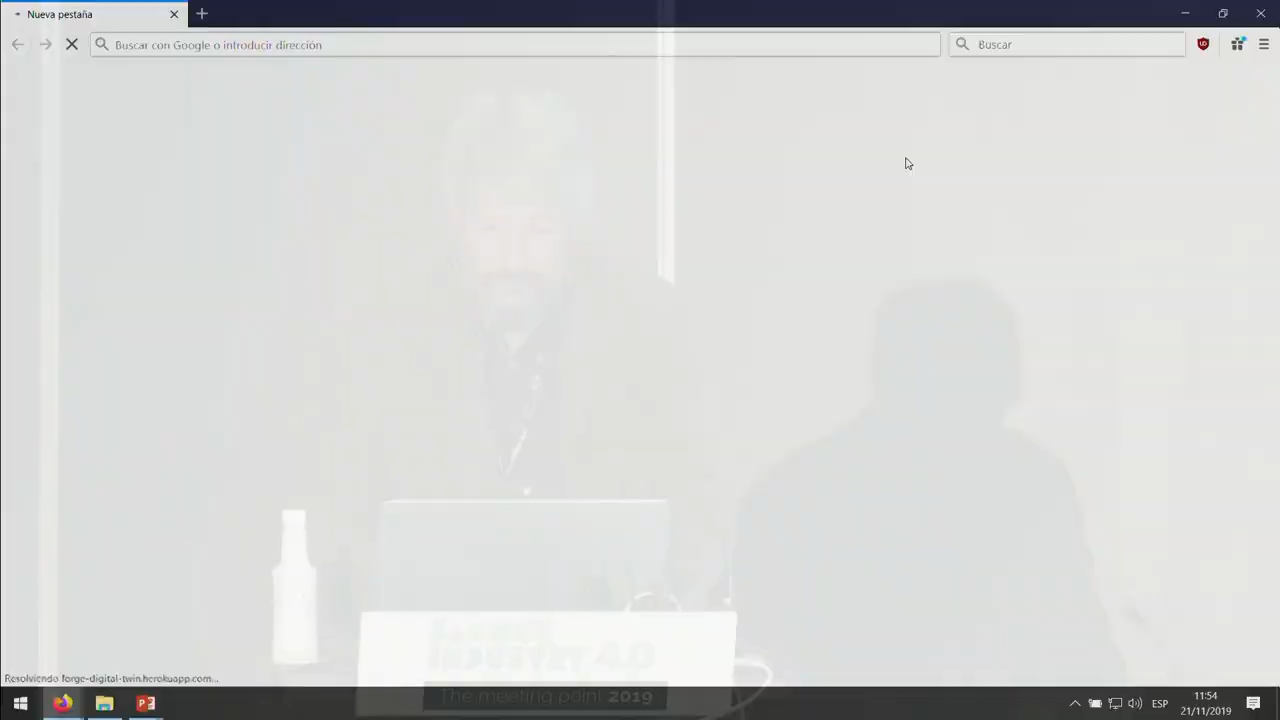 Nueva pestaña
Buscar con Google o introducir dirección
Buscar
INDUSTRY 4.0
The meeting point 2019
Resolviendo forge-digital-twin.herokuapp.com...
ESP
11:54
21/11/2019